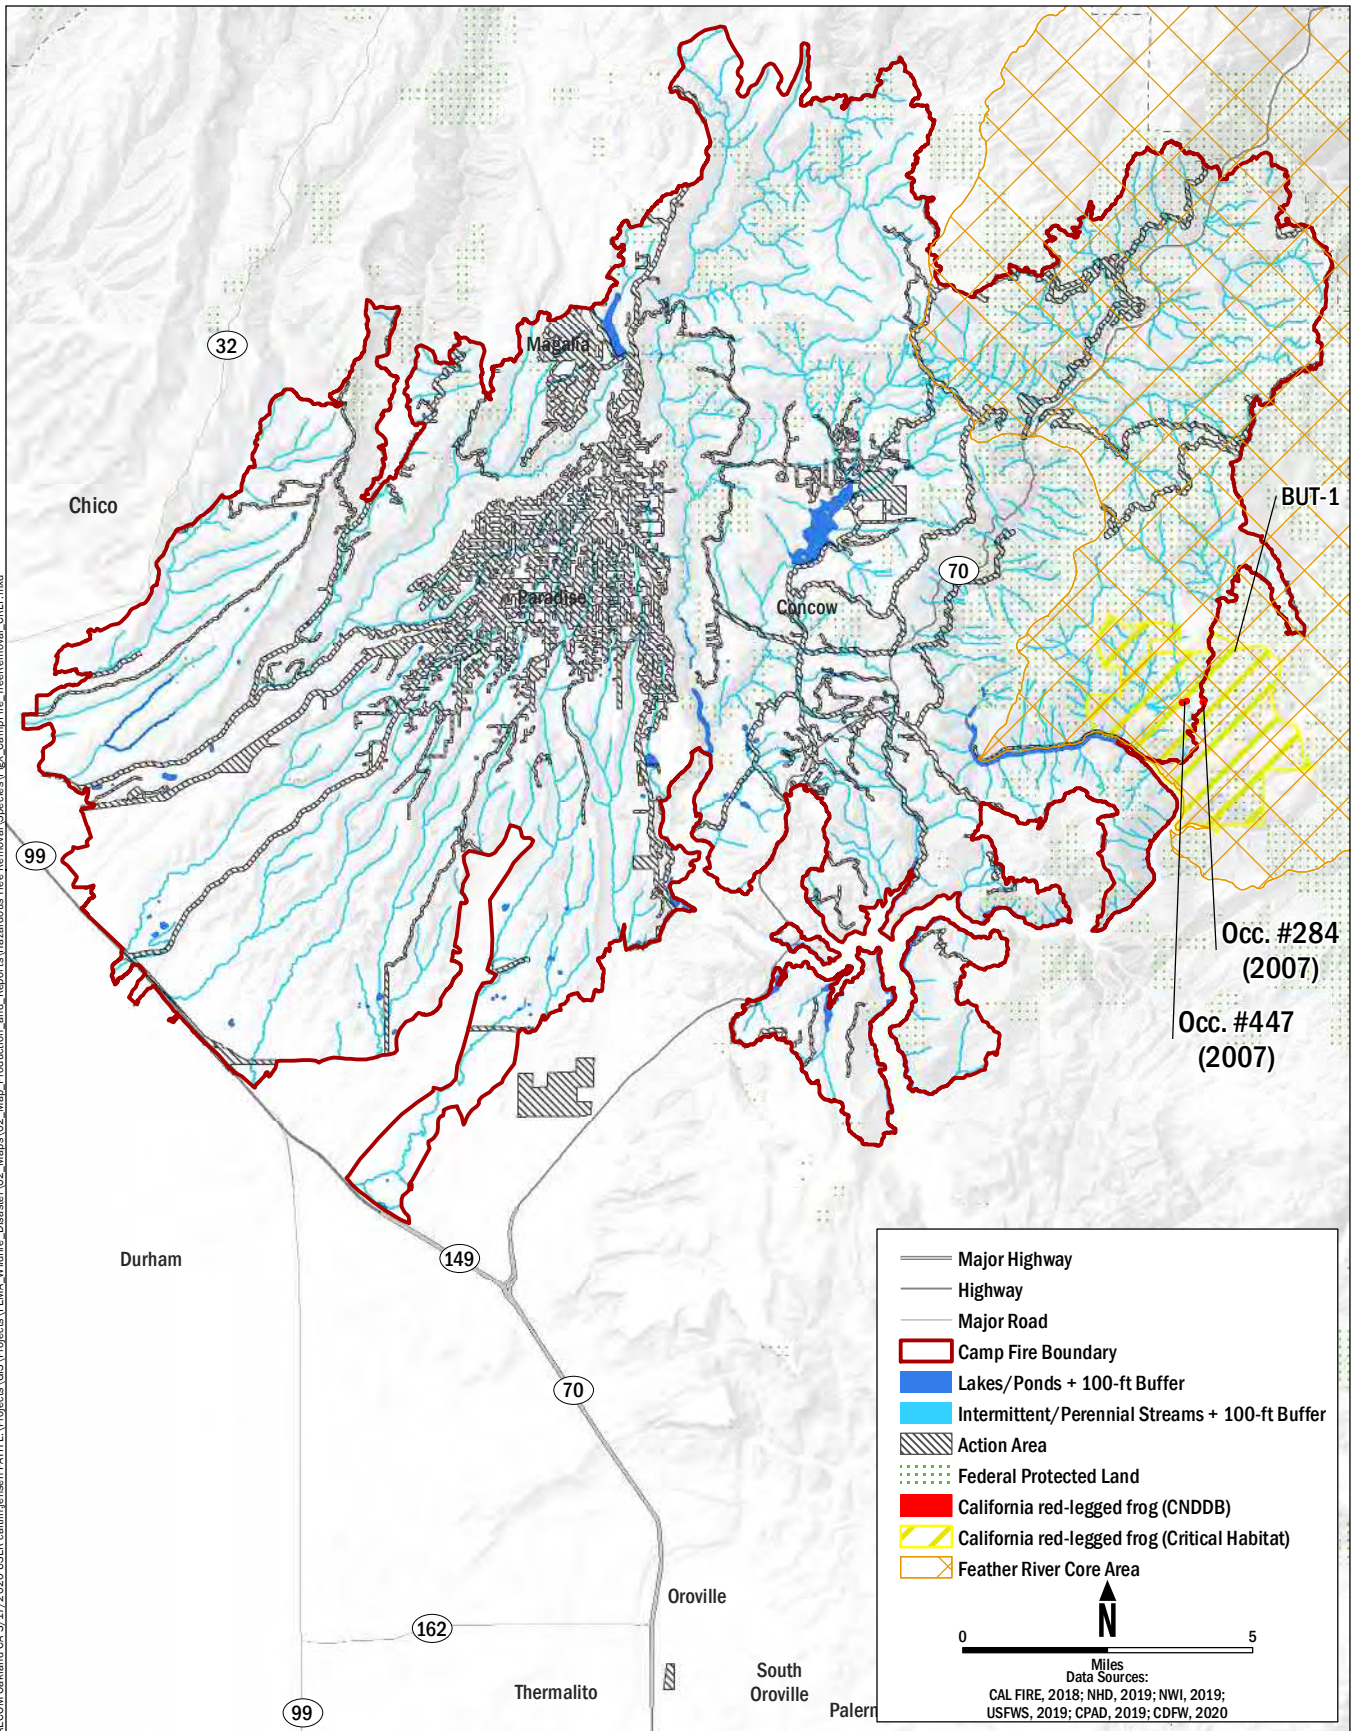 32
Magalia
Chico
BUT-1
70
Paradise
Concow
99
Occ. #284
(2007)
Occ. #447
(2007)
Durham
149
70
Oroville
162
Thermalito
South
Oroville
99
Major Highway
Highway
Major Road
Camp Fire Boundary
Lakes/Ponds + 100-ft Buffer
Intermittent/Perennial Streams + 100-ft Buffer
Action Area
Federal Protected Land
California red-legged frog (CNDDB)
California red-legged frog (Critical Habitat)
Feather River Core Area
N
0 5
Miles
Data Sources:
CAL FIRE, 2018; NHD, 2019; NWI, 2019;
USFWS, 2019; CPAD, 2019; CDFW, 2020